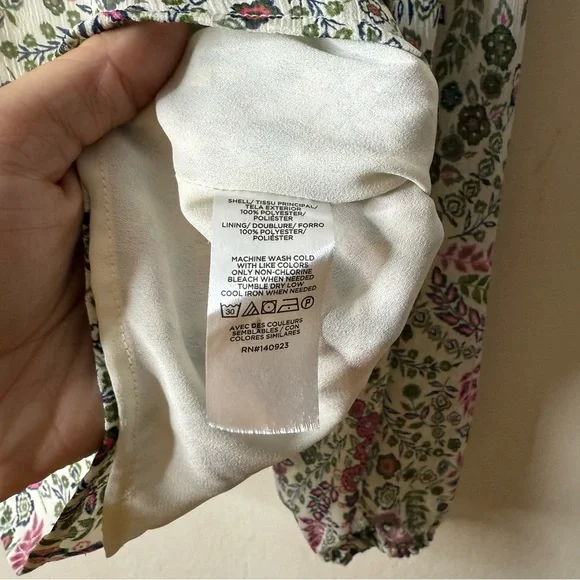 SHELL/ TISSU PRINCIPAL/
TELA EXTERIOR
100% POLYESTER/
POLIÉSTER
LINING/ DOUBLURE/ FORRO
100% POLYESTER/
POLIÉSTER
MACHINE WASH COLD
WITH LIKE COLORS
ONLY NON-CHLORINE
BLEACH WHEN NEEDED
TUMBLE DRY LOW
COOL IRON WHEN NEEDED
30 P
AVEC DES COULEURS
SEMBLABLES / CON
COLORES SIMILARES
RN#140923